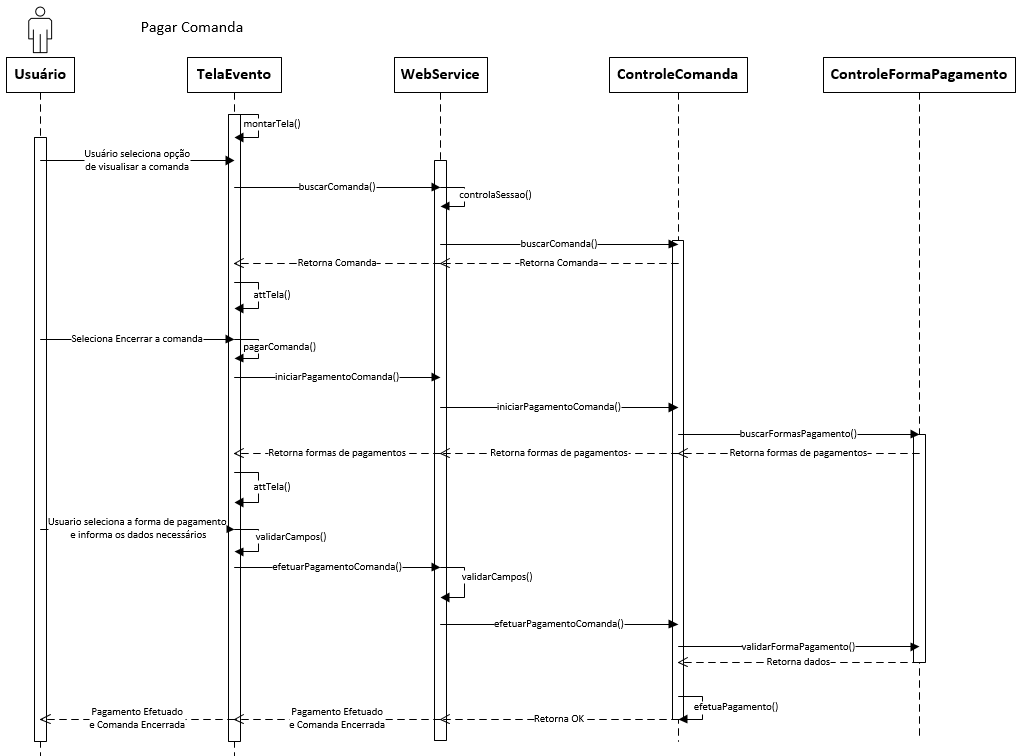 Pagar Comanda
Usuário
TelaEvento
WebService
ControleComanda
ControleFormaPagamento
montarTela()
Usuário seleciona opção
de visualisar a comanda
buscarComanda()
controlaSessao()
buscarComanda()
Retorna Comanda
Retorna Comanda
attTela()
Seleciona Encerrar a comanda
pagarComanda()
iniciarPagamentoComanda()
iniciarPagamentoComanda()
buscarFormasPagamento()
Retorna formas de pagamentos
Retorna formas de pagamentos
Retorna formas de pagamentos
attTela()
Usuario seleciona a forma de pagamento
e informa os dados necessários
validarCampos()
efetuarPagamentoComanda()
validarCampos()
efetuarPagamentoComanda()
validarFormaPagamento()
Retorna dados
efetuaPagamento()
Pagamento Efetuado
e Comanda Encerrada
Pagamento Efetuado
e Comanda Encerrada
Retorna OK